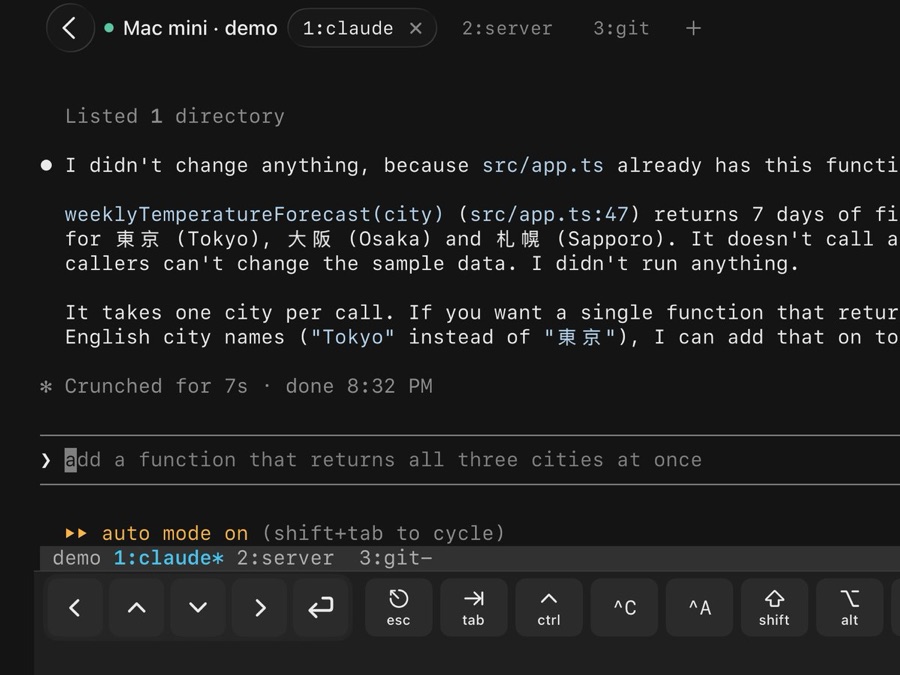 Mac mini · demo 1:claude × 2:server 3:git +
Listed 1 directory
● I didn't change anything, because src/app.ts already has this
weeklyTemperatureForecast(city) (src/app.ts:47) returns 7 days of
for 東京 (Tokyo), 大阪 (Osaka) and 札幌 (Sapporo). It doesn't call
callers can't change the sample data. I didn't run anything.
It takes one city per call. If you want a single function that
English city names ("Tokyo" instead of "東京"), I can add that on to
✻ Crunched for 7s · done 8:32 PM
❯ add a function that returns all three cities at once
⏵⏵ auto mode on (shift+tab to cycle)
demo 1:claude* 2:server 3:git-
esc tab ctrl ^C ^A shift alt